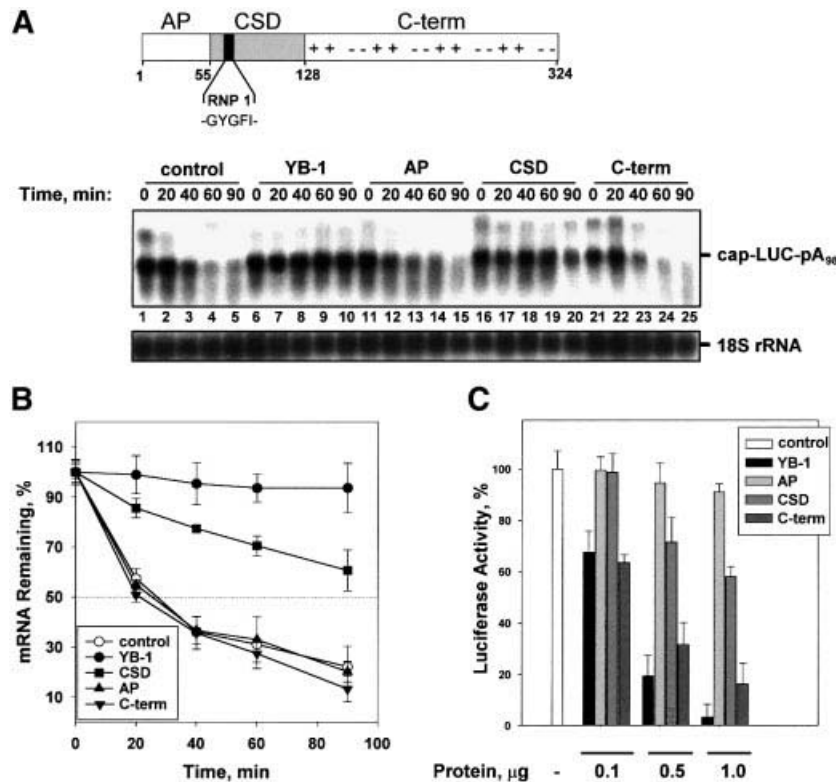 A
AP CSD C-term
+ + - - + + - - + + - - + + - -
1 55 128 324
RNP 1
-GYGFI-
control YB-1 AP CSD C-term
Time, min: 0 20 40 60 90 0 20 40 60 90 0 20 40 60 90 0 20 40 60 90 0 20 40 60 90
cap-LUC-pA98
1 2 3 4 5 6 7 8 9 10 11 12 13 14 15 16 17 18 19 20 21 22 23 24 25
18S rRNA
B
mRNA Remaining, %
110
90
70
50
30
10
control
YB-1
CSD
AP
C-term
0 20 40 60 80 100
Time, min
C
Luciferase Activity, %
100
80
60
40
20
0
control
YB-1
AP
CSD
C-term
Protein, μg - 0.1 0.5 1.0